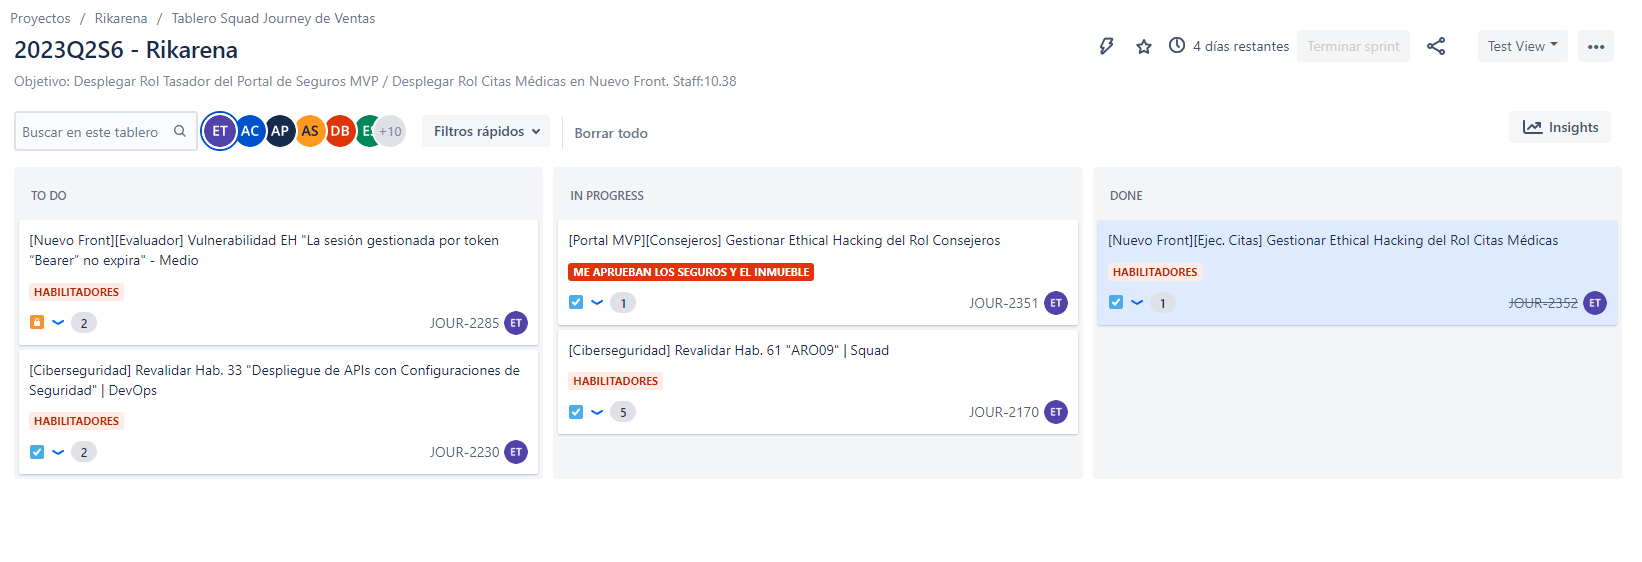 Proyectos / Rikarena / Tablero Squad Journey de Ventas
2023Q2S6 - Rikarena
4 días restantes
Terminar sprint
Test View
Objetivo: Desplegar Rol Tasador del Portal de Seguros MVP / Desplegar Rol Citas Médicas en Nuevo Front. Staff:10.38
Buscar en este tablero
ET AC AP AS DB ES +10
Filtros rápidos
Borrar todo
Insights
TO DO
[Nuevo Front][Evaluador] Vulnerabilidad EH "La sesión gestionada por token
“Bearer” no expira" - Medio
HABILITADORES
2 JOUR-2285 ET
[Ciberseguridad] Revalidar Hab. 33 "Despliegue de APIs con Configuraciones de
Seguridad" | DevOps
HABILITADORES
2 JOUR-2230 ET
IN PROGRESS
[Portal MVP][Consejeros] Gestionar Ethical Hacking del Rol Consejeros
ME APRUEBAN LOS SEGUROS Y EL INMUEBLE
1 JOUR-2351 ET
[Ciberseguridad] Revalidar Hab. 61 "ARO09" | Squad
HABILITADORES
5 JOUR-2170 ET
DONE
[Nuevo Front][Ejec. Citas] Gestionar Ethical Hacking del Rol Citas Médicas
HABILITADORES
1 JOUR-2352 ET